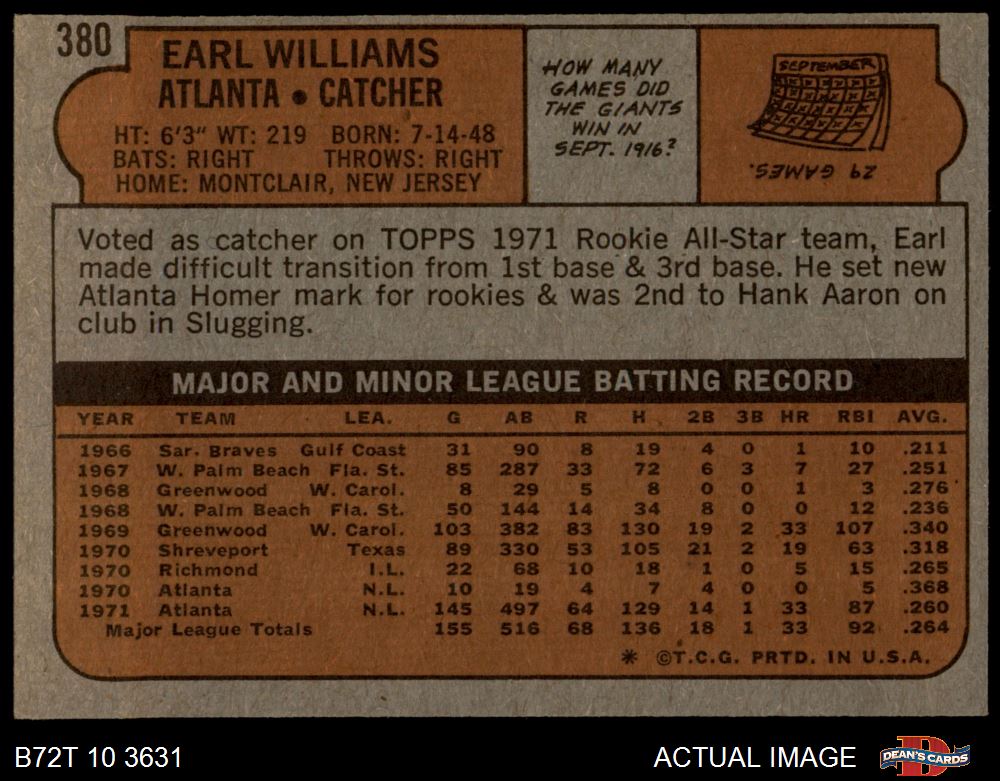 380
EARL WILLIAMS
ATLANTA • CATCHER
HT: 6'3" WT: 219 BORN: 7-14-48
BATS: RIGHT THROWS: RIGHT
HOME: MONTCLAIR, NEW JERSEY
HOW MANY
GAMES DID
THE GIANTS
WIN IN
SEPT. 1916?
SEPTEMBER
29 GAMES.
Voted as catcher on TOPPS 1971 Rookie All-Star team, Earl
made difficult transition from 1st base & 3rd base. He set new
Atlanta Homer mark for rookies & was 2nd to Hank Aaron on
club in Slugging.
MAJOR AND MINOR LEAGUE BATTING RECORD
YEAR TEAM LEA. G AB R H 2B 3B HR RBI AVG.
1966 Sar. Braves Gulf Coast 31 90 8 19 4 0 1 10 .211
1967 W. Palm Beach Fla. St. 85 287 33 72 6 3 7 27 .251
1968 Greenwood W. Carol. 8 29 5 8 0 0 1 3 .276
1968 W. Palm Beach Fla. St. 50 144 14 34 8 0 0 12 .236
1969 Greenwood W. Carol. 103 382 83 130 19 2 33 107 .340
1970 Shreveport Texas 89 330 53 105 21 2 19 63 .318
1970 Richmond I.L. 22 68 10 18 1 0 5 15 .265
1970 Atlanta N.L. 10 19 4 7 4 0 0 5 .368
1971 Atlanta N.L. 145 497 64 129 14 1 33 87 .260
Major League Totals 155 516 68 136 18 1 33 92 .264
* ©T.C.G. PRTD. IN U.S.A.
B72T 10 3631
ACTUAL IMAGE
DEAN'S CARDS